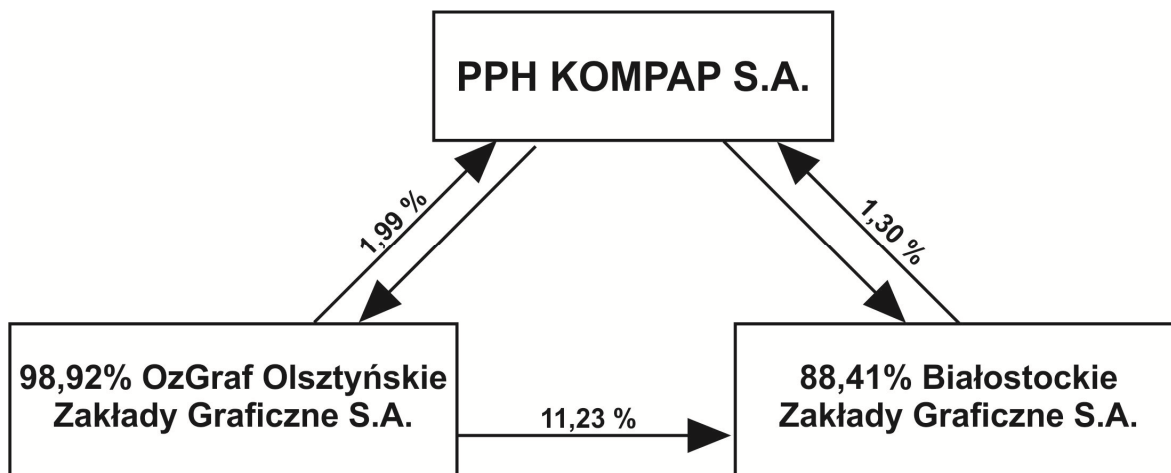 PPH KOMPAP S.A.
1,99 %
1,30 %
98,92% OzGraf Olsztyńskie
Zakłady Graficzne S.A.
11,23 %
88,41% Białostockie
Zakłady Graficzne S.A.